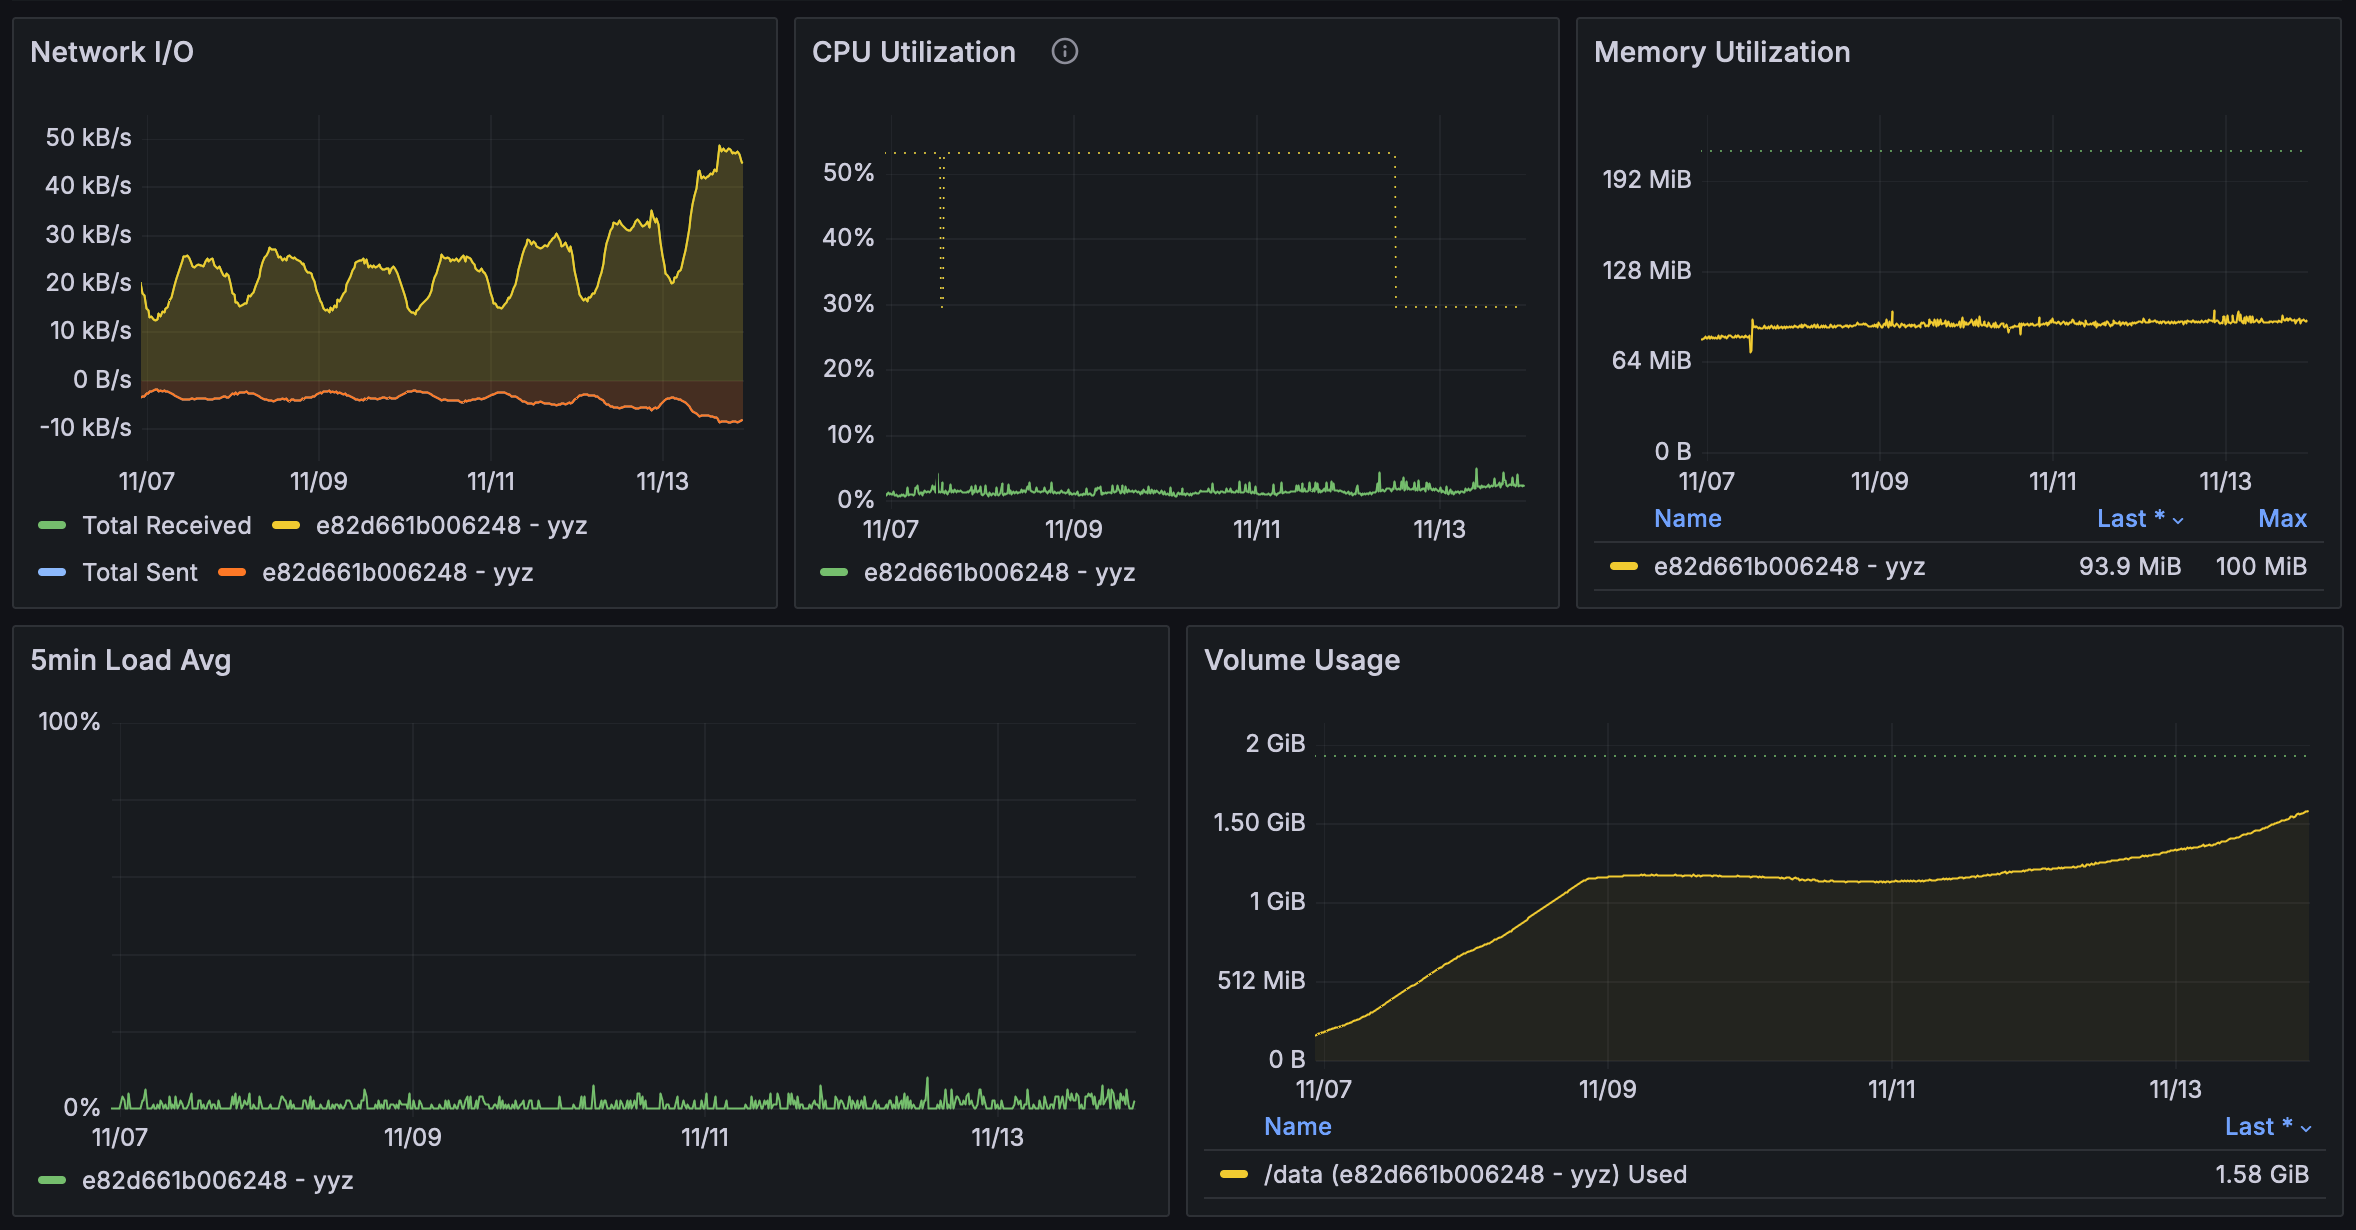 Network I/O
50 kB/s
40 kB/s
30 kB/s
20 kB/s
10 kB/s
0 B/s
-10 kB/s
11/07 11/09 11/11 11/13
Total Received e82d661b006248 - yyz
Total Sent e82d661b006248 - yyz
CPU Utilization
50%
40%
30%
20%
10%
0%
11/07 11/09 11/11 11/13
e82d661b006248 - yyz
Memory Utilization
192 MiB
128 MiB
64 MiB
0 B
11/07 11/09 11/11 11/13
Name Last * Max
e82d661b006248 - yyz 93.9 MiB 100 MiB
5min Load Avg
100%
0%
11/07 11/09 11/11 11/13
e82d661b006248 - yyz
Volume Usage
2 GiB
1.50 GiB
1 GiB
512 MiB
0 B
11/07 11/09 11/11 11/13
Name Last *
/data (e82d661b006248 - yyz) Used 1.58 GiB